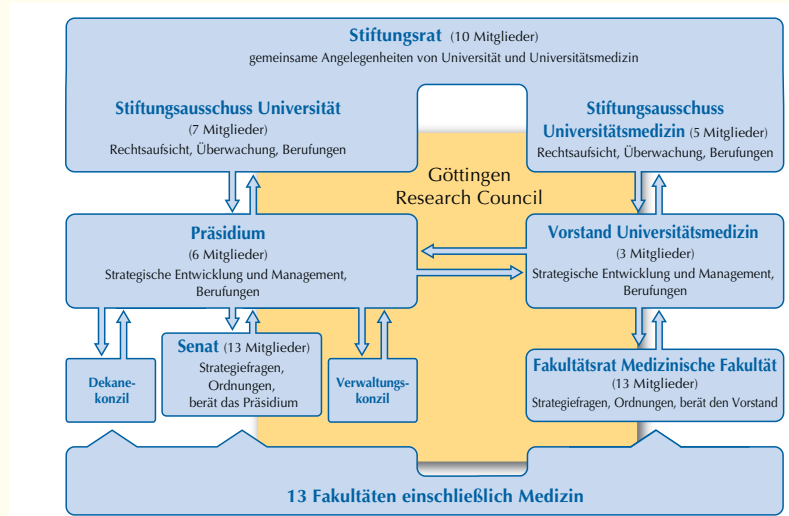 Stiftungsrat (10 Mitglieder)
gemeinsame Angelegenheiten von Universität und Universitätsmedizin
Stiftungsausschuss Universität
(7 Mitglieder)
Rechtsaufsicht, Überwachung, Berufungen
Stiftungsausschuss
Universitätsmedizin (5 Mitglieder)
Rechtsaufsicht, Überwachung, Berufungen
Göttingen
Research Council
Präsidium
(6 Mitglieder)
Strategische Entwicklung und Management,
Berufungen
Vorstand Universitätsmedizin
(3 Mitglieder)
Strategische Entwicklung und Management,
Berufungen
Dekane-
konzil
Senat (13 Mitglieder)
Strategiefragen,
Ordnungen,
berät das Präsidium
Verwaltungs-
konzil
Fakultätsrat Medizinische Fakultät
(13 Mitglieder)
Strategiefragen, Ordnungen, berät den Vorstand
13 Fakultäten einschließlich Medizin